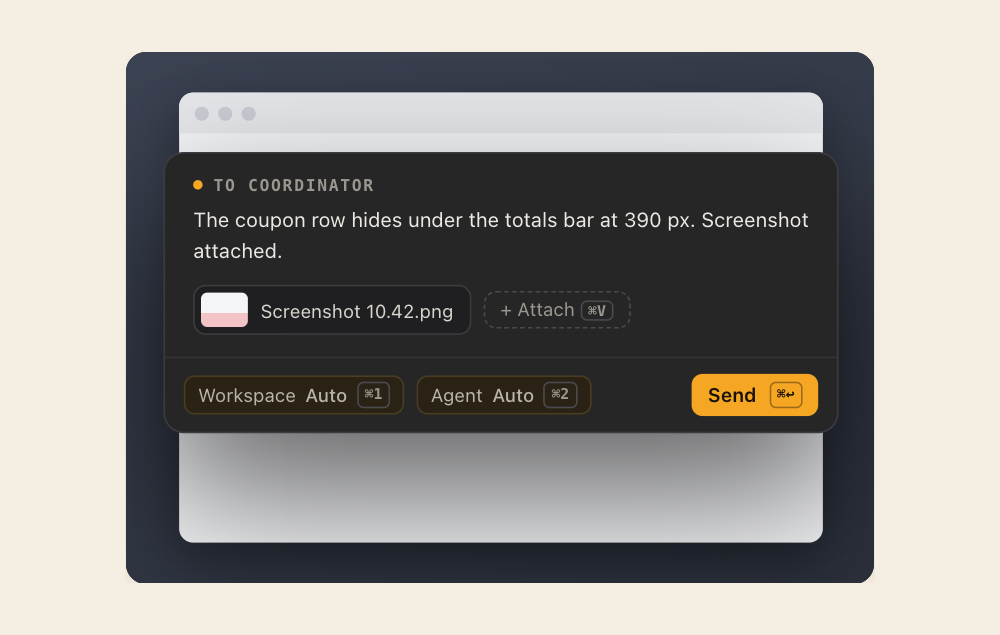 TO COORDINATOR
The coupon row hides under the totals bar at 390 px. Screenshot
attached.
Screenshot 10.42.png
+ Attach ⌘V
Workspace Auto ⌘1
Agent Auto ⌘2
Send ⌘↩